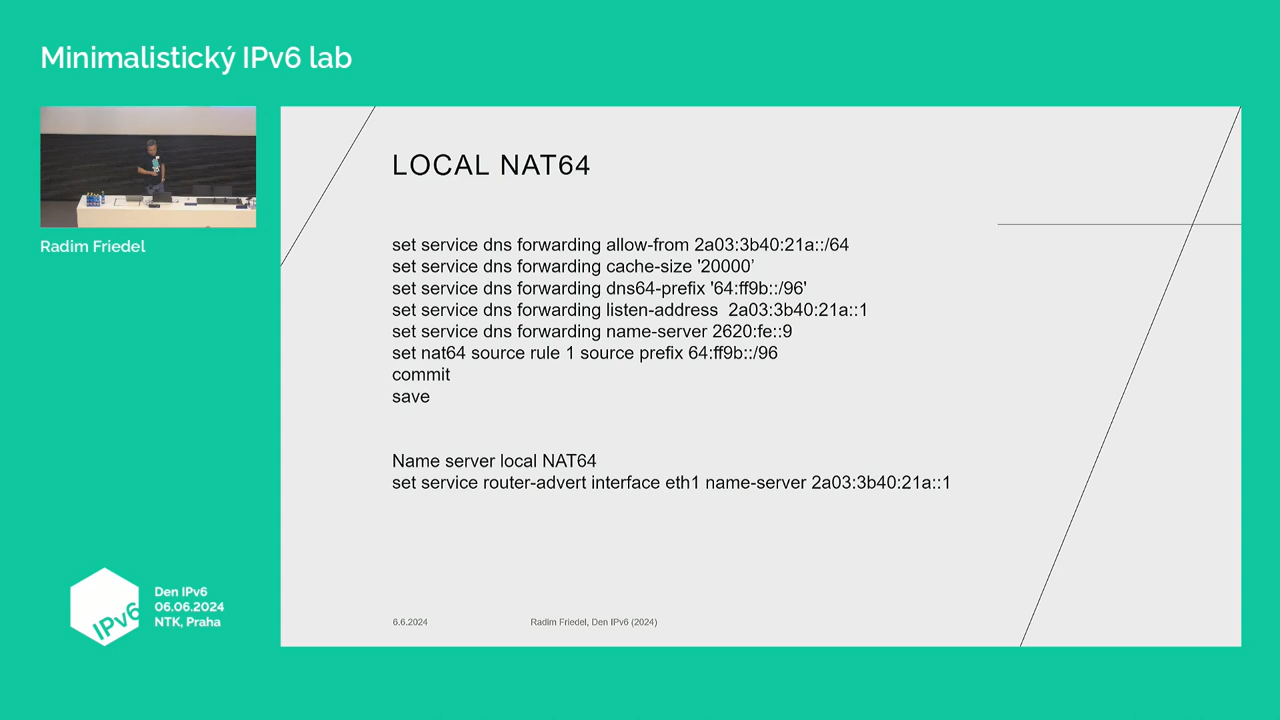 Minimalistický IPv6 lab
Radim Friedel
LOCAL NAT64
set service dns forwarding allow-from 2a03:3b40:21a::/64
set service dns forwarding cache-size '20000’
set service dns forwarding dns64-prefix '64:ff9b::/96'
set service dns forwarding listen-address  2a03:3b40:21a::1
set service dns forwarding name-server 2620:fe::9
set nat64 source rule 1 source prefix 64:ff9b::/96
commit
save
Name server local NAT64
set service router-advert interface eth1 name-server 2a03:3b40:21a::1
6.6.2024
Radim Friedel, Den IPv6 (2024)
IPv6
Den IPv6
06.06.2024
NTK, Praha